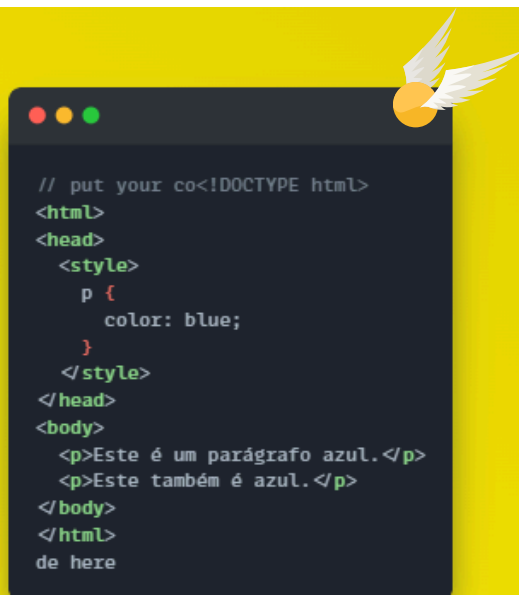 // put your co<!DOCTYPE html>
<html>
<head>
  <style>
    p {
      color: blue;
    }
  </style>
</head>
<body>
  <p>Este é um parágrafo azul.</p>
  <p>Este também é azul.</p>
</body>
</html>
de here